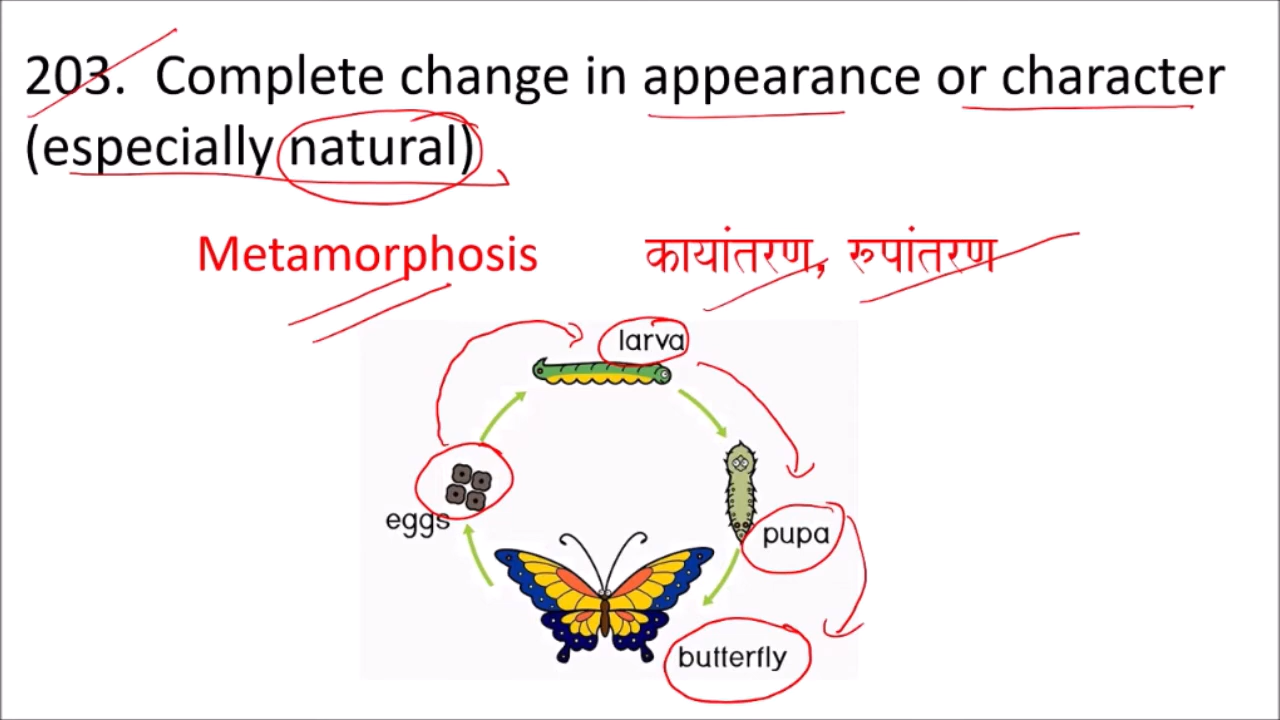 203. Complete change in appearance or character
(especially natural)
Metamorphosis कायांतरण, रूपांतरण
larva
eggs
pupa
butterfly